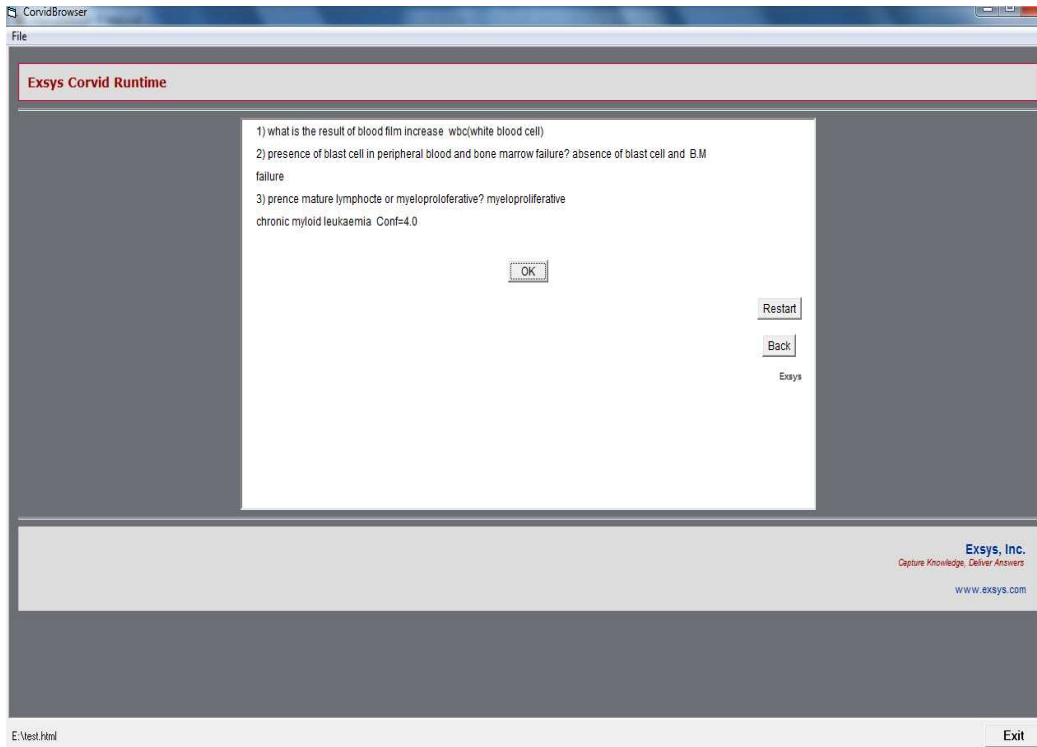 CorvidBrowser
File
Exsys Corvid Runtime
1) what is the result of blood film increase wbc(white blood cell)
2) presence of blast cell in peripheral blood and bone marrow failure? absence of blast cell and B.M
failure
3) prence mature lymphocte or myeloproloferative? myeloproliferative
chronic myloid leukaemia Conf=4.0
OK
Restart
Back
Exsys
Exsys, Inc.
Capture Knowledge, Deliver Answers
www.exsys.com
E:\test.html
Exit